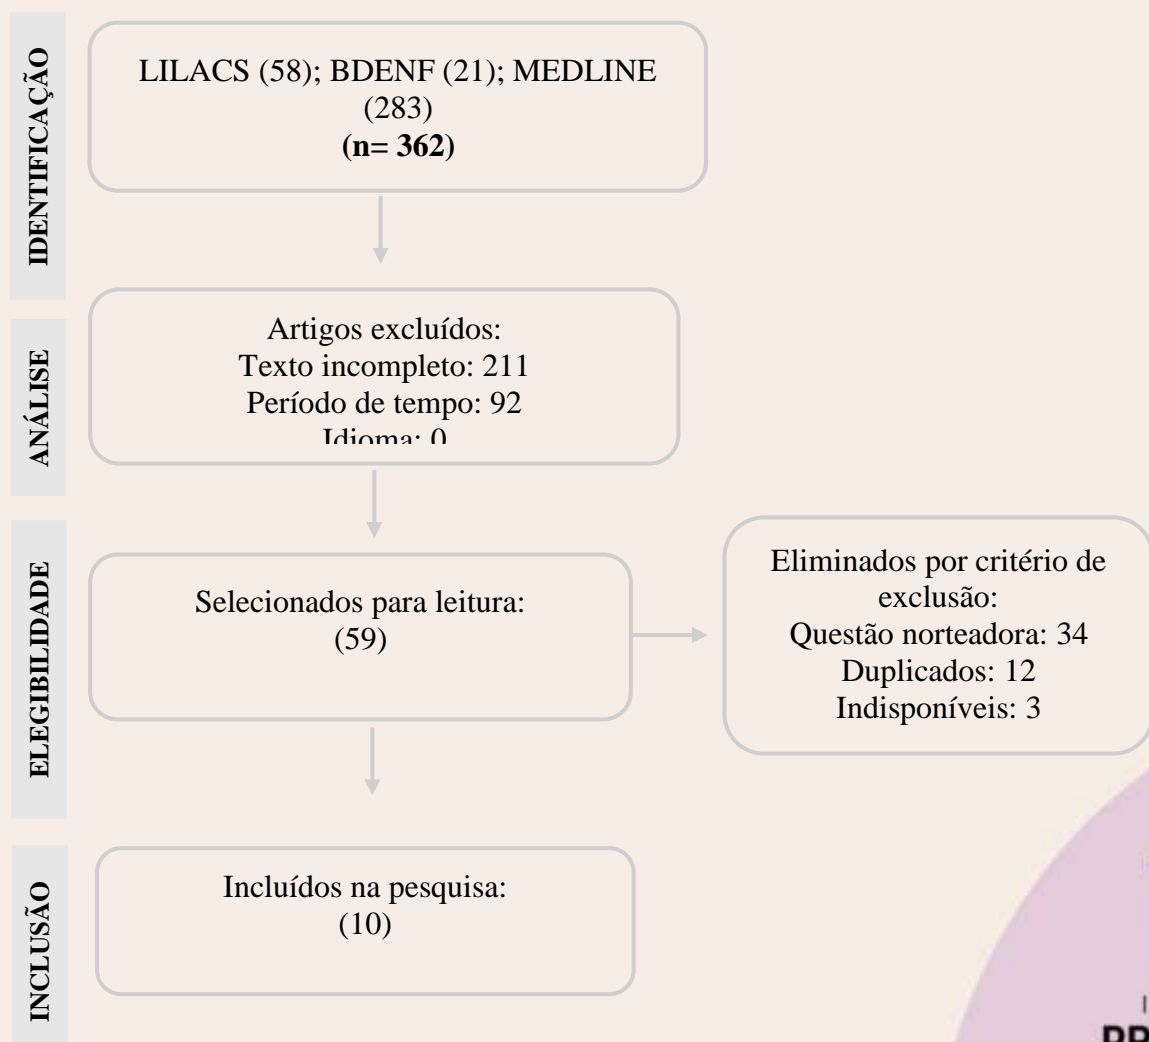 IDENTIFICAÇÃO
LILACS (58); BDENF (21); MEDLINE
(283)
(n= 362)
ANÁLISE
Artigos excluídos:
Texto incompleto: 211
Período de tempo: 92
Idioma: 0
ELEGIBILIDADE
Selecionados para leitura:
(59)
Eliminados por critério de
exclusão:
Questão norteadora: 34
Duplicados: 12
Indisponíveis: 3
INCLUSÃO
Incluídos na pesquisa:
(10)